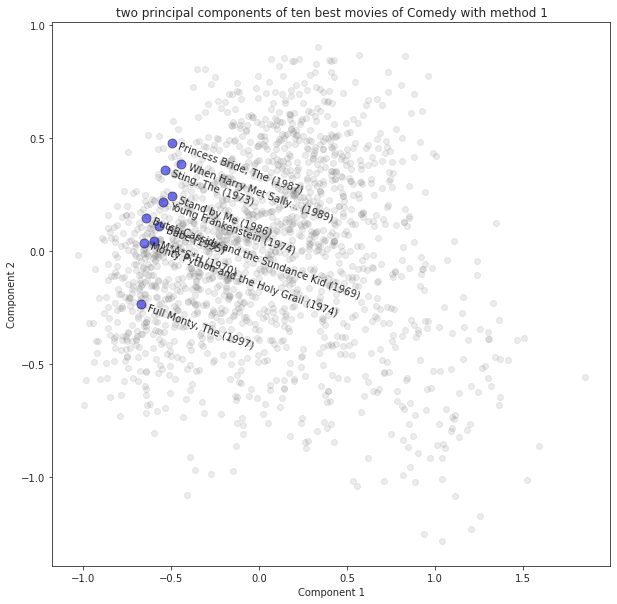 two principal components of ten best movies of Comedy with method 1
1.0
Princess Bride, The (1987)
0.5
When Harry Met Sally... (1989)
Sting, The (1973)
Stand by Me (1986)
Young Frankenstein (1974)
Butch Cassidy and the Sundance Kid (1969)
Babe (1995)
0.0
M*A*S*H (1970)
Monty Python and the Holy Grail (1974)
Full Monty, The (1997)
−0.5
−1.0
Component 2
−1.0 −0.5 0.0 0.5 1.0 1.5
Component 1